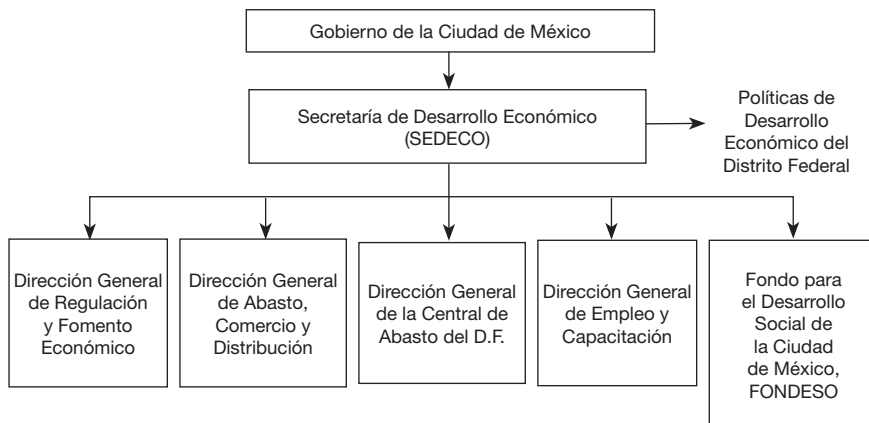 Gobierno de la Ciudad de México
Secretaría de Desarrollo Económico
(SEDECO)
Políticas de
Desarrollo
Económico del
Distrito Federal
Dirección General
de Regulación
y Fomento
Económico
Dirección General
de Abasto,
Comercio y
Distribución
Dirección General
de la Central de
Abasto del D.F.
Dirección General
de Empleo y
Capacitación
Fondo para
el Desarrollo
Social de
la Ciudad
de México,
FONDESO